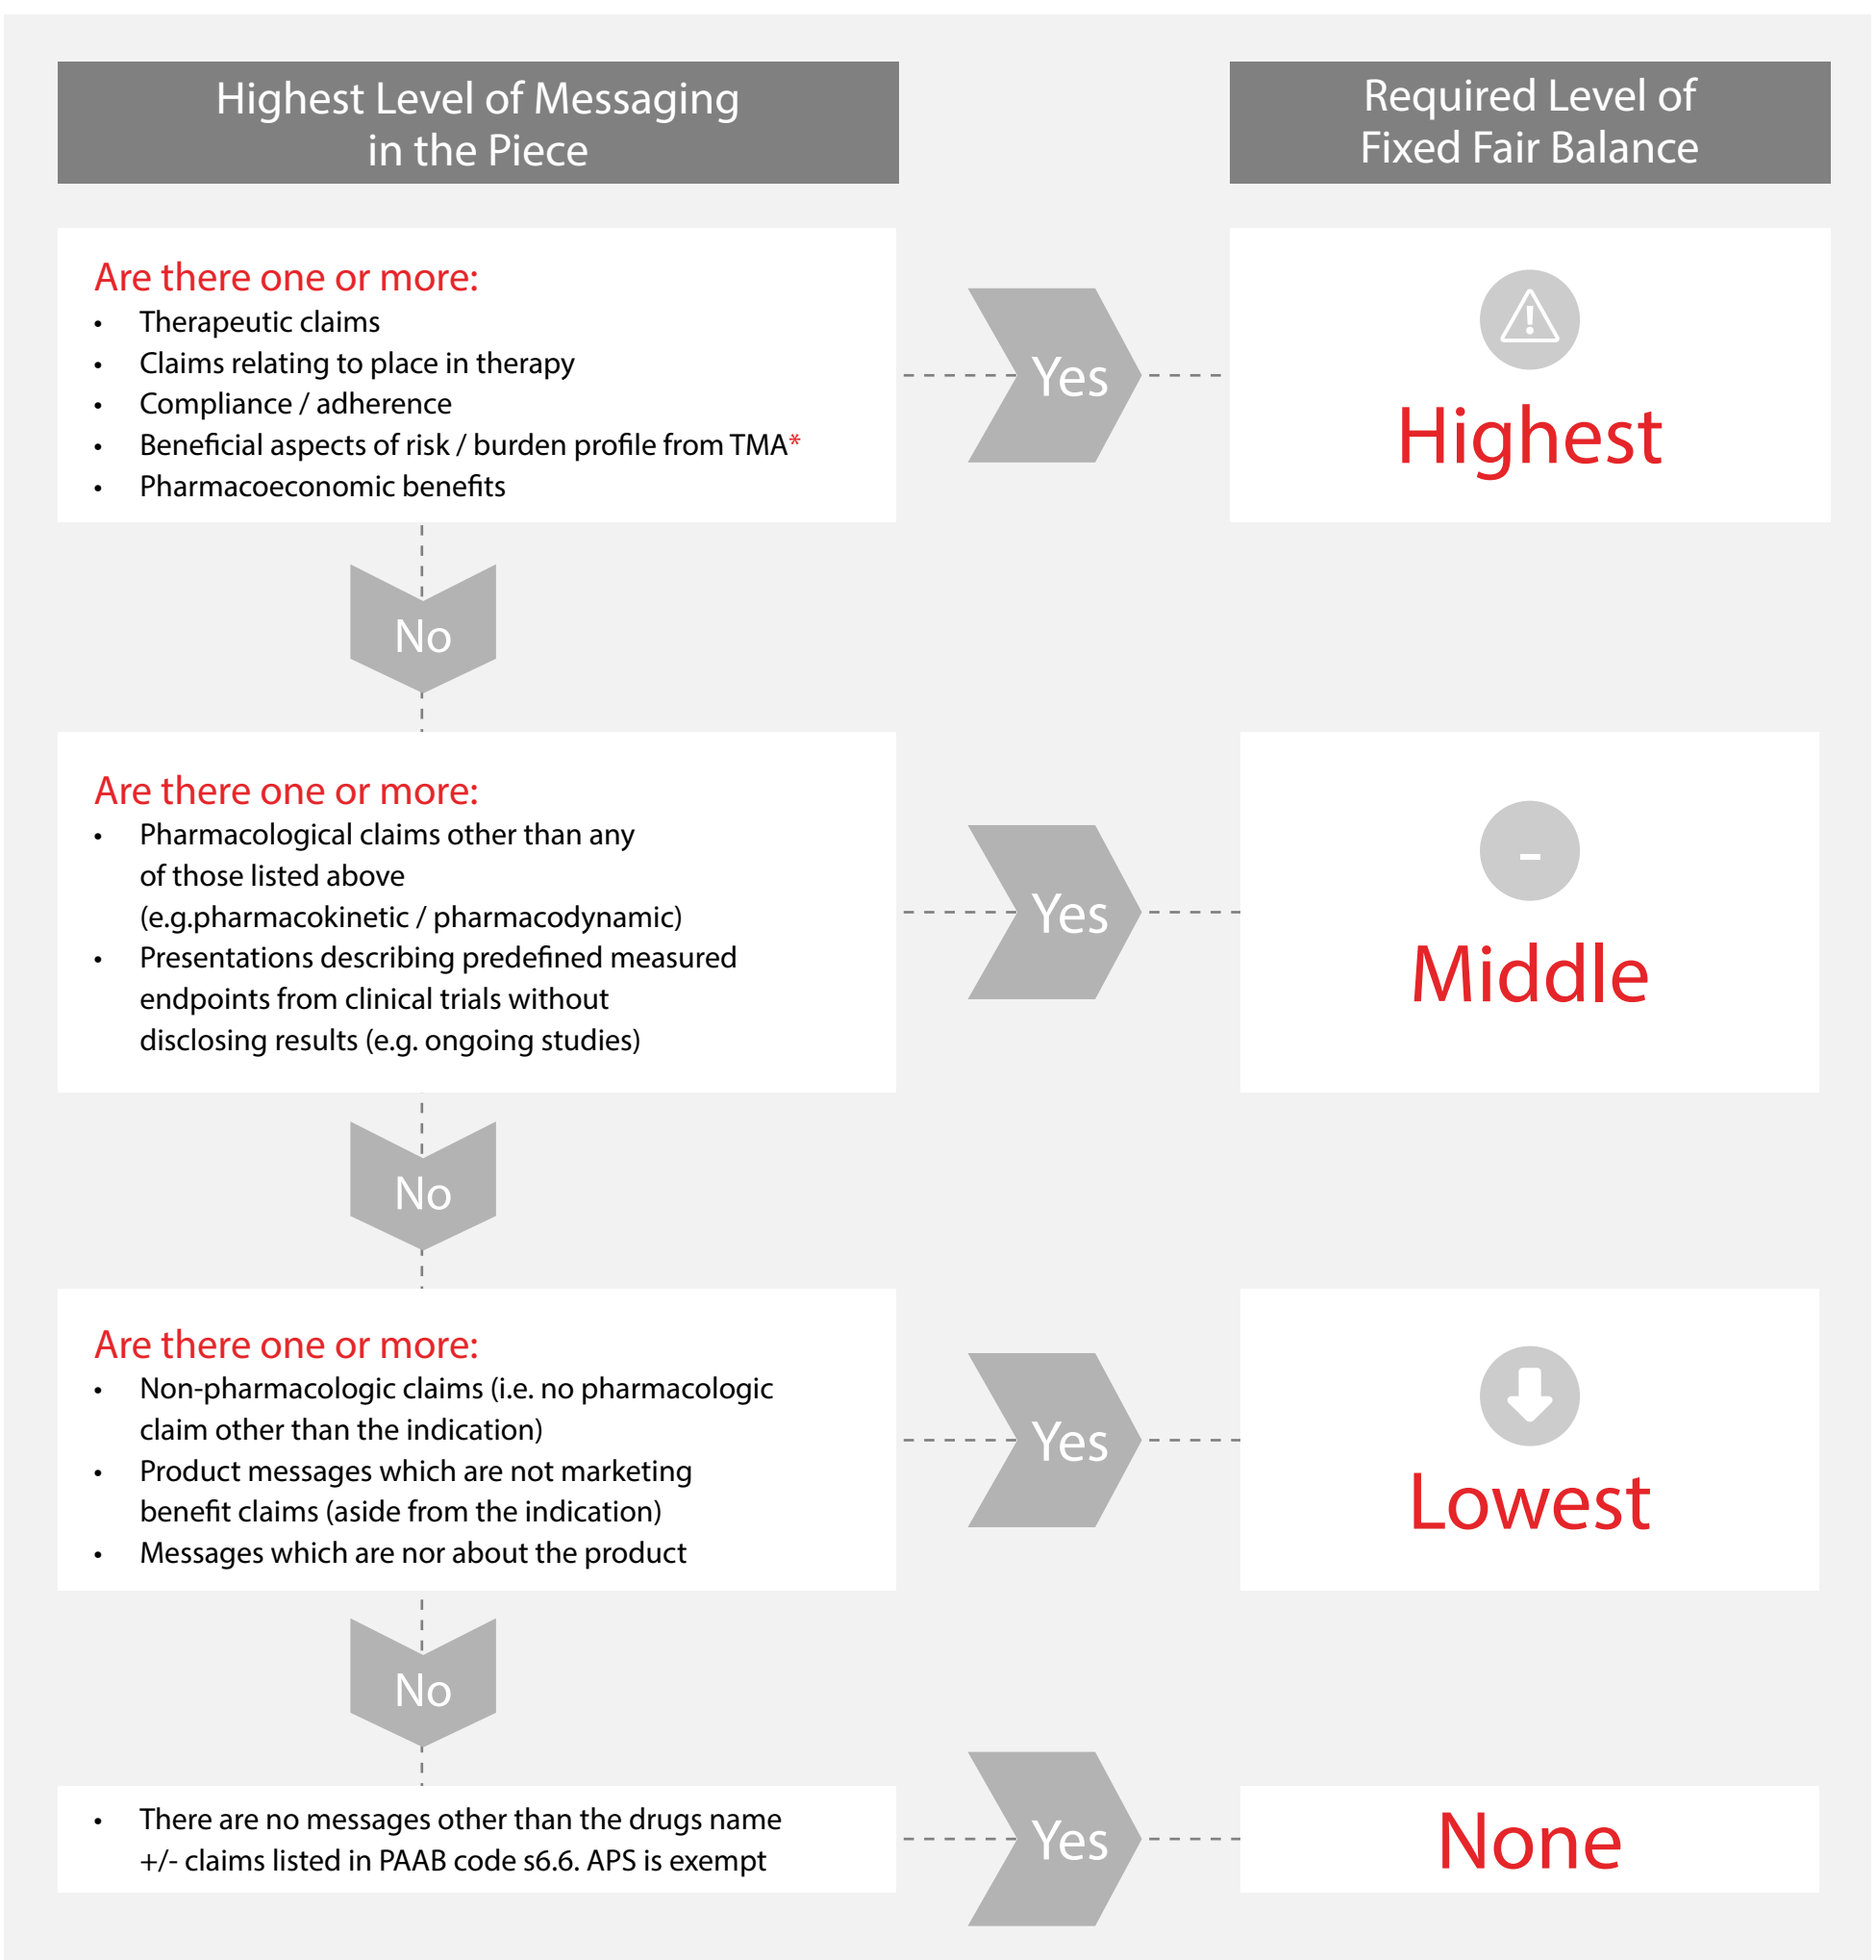 Highest Level of Messaging
in the Piece
Required Level of
Fixed Fair Balance
Are there one or more:
• Therapeutic claims
• Claims relating to place in therapy
• Compliance / adherence
• Beneficial aspects of risk / burden profile from TMA*
• Pharmacoeconomic benefits
Yes
Highest
No
Are there one or more:
• Pharmacological claims other than any
of those listed above
(e.g.pharmacokinetic / pharmacodynamic)
• Presentations describing predefined measured
endpoints from clinical trials without
disclosing results (e.g. ongoing studies)
Yes
-
Middle
No
Are there one or more:
• Non-pharmacologic claims (i.e. no pharmacologic
claim other than the indication)
• Product messages which are not marketing
benefit claims (aside from the indication)
• Messages which are nor about the product
Yes
Lowest
No
• There are no messages other than the drugs name
+/- claims listed in PAAB code s6.6. APS is exempt
Yes
None